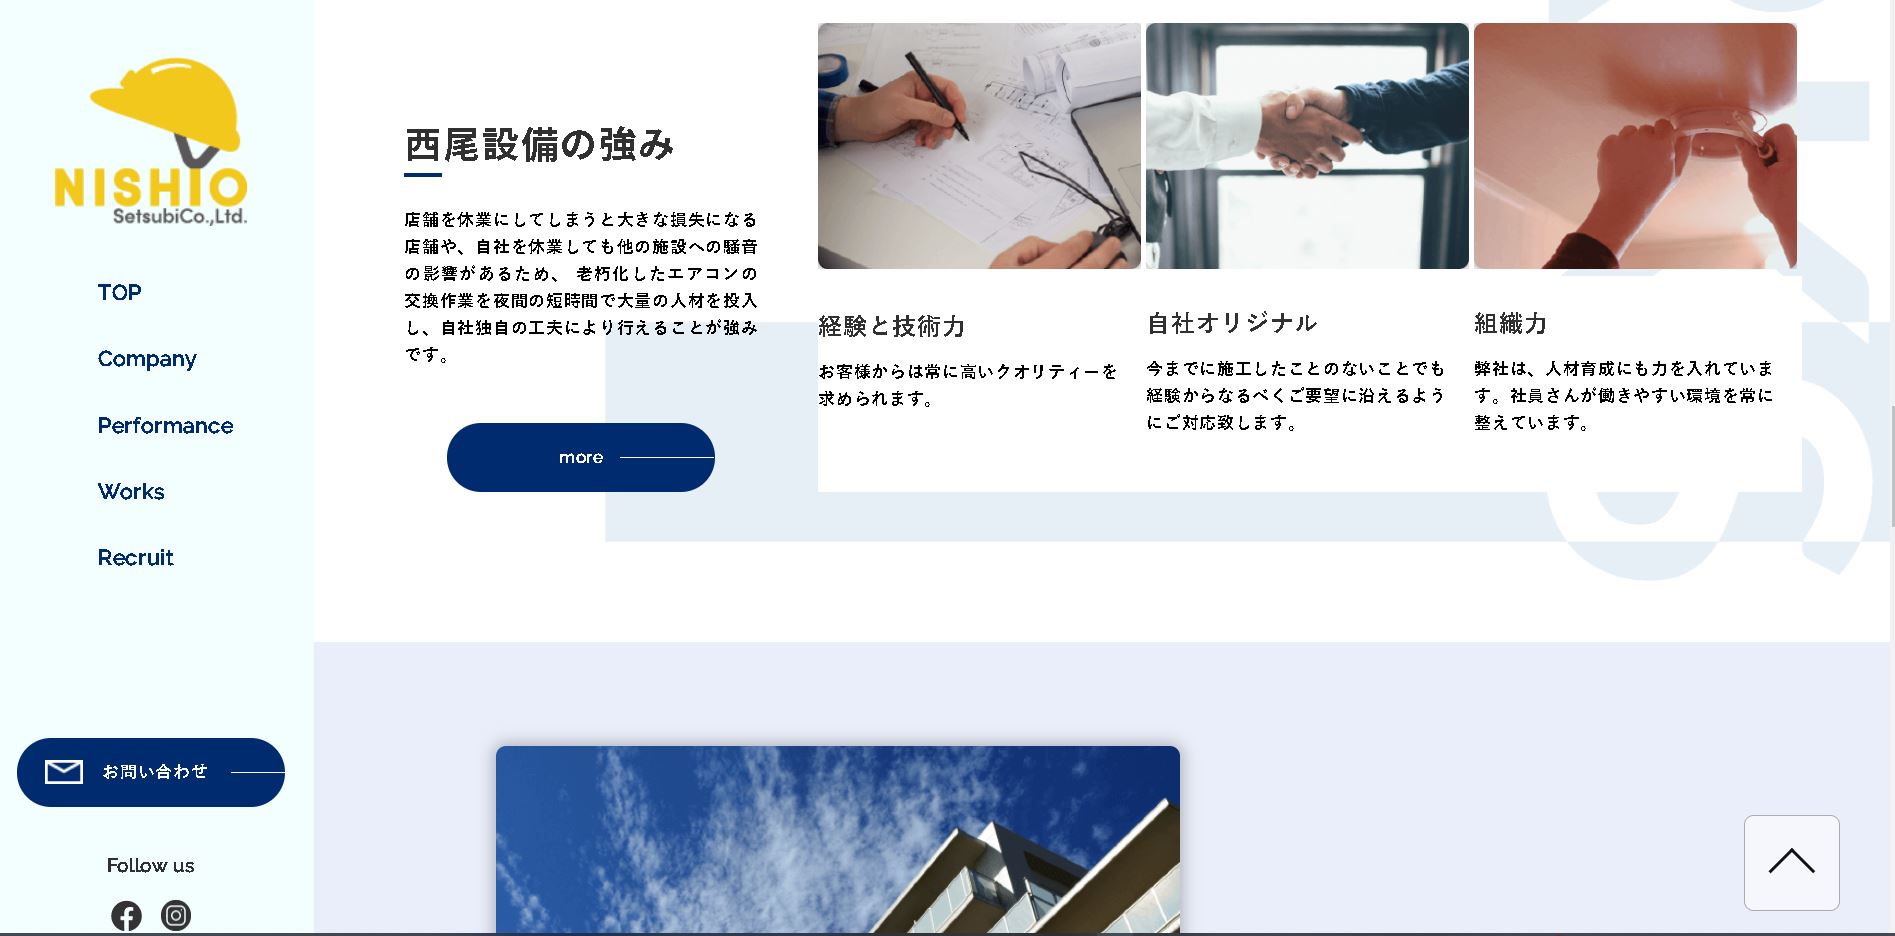 NISHIO
SetsubiCo.,Ltd.
TOP
Company
Performance
Works
Recruit
お問い合わせ
Follow us
西尾設備の強み
店舗を休業にしてしまうと大きな損失になる
店舗や、自社を休業しても他の施設への騒音
の影響があるため、 老朽化したエアコンの
交換作業を夜間の短時間で大量の人材を投入
し、自社独自の工夫により行えることが強み
です。
more
経験と技術力
お客様からは常に高いクオリティーを
求められます。
自社オリジナル
今までに施工したことのないことでも
経験からなるべくご要望に沿えるよう
にご対応致します。
組織力
弊社は、人材育成にも力を入れていま
す。社員さんが働きやすい環境を常に
整えています。